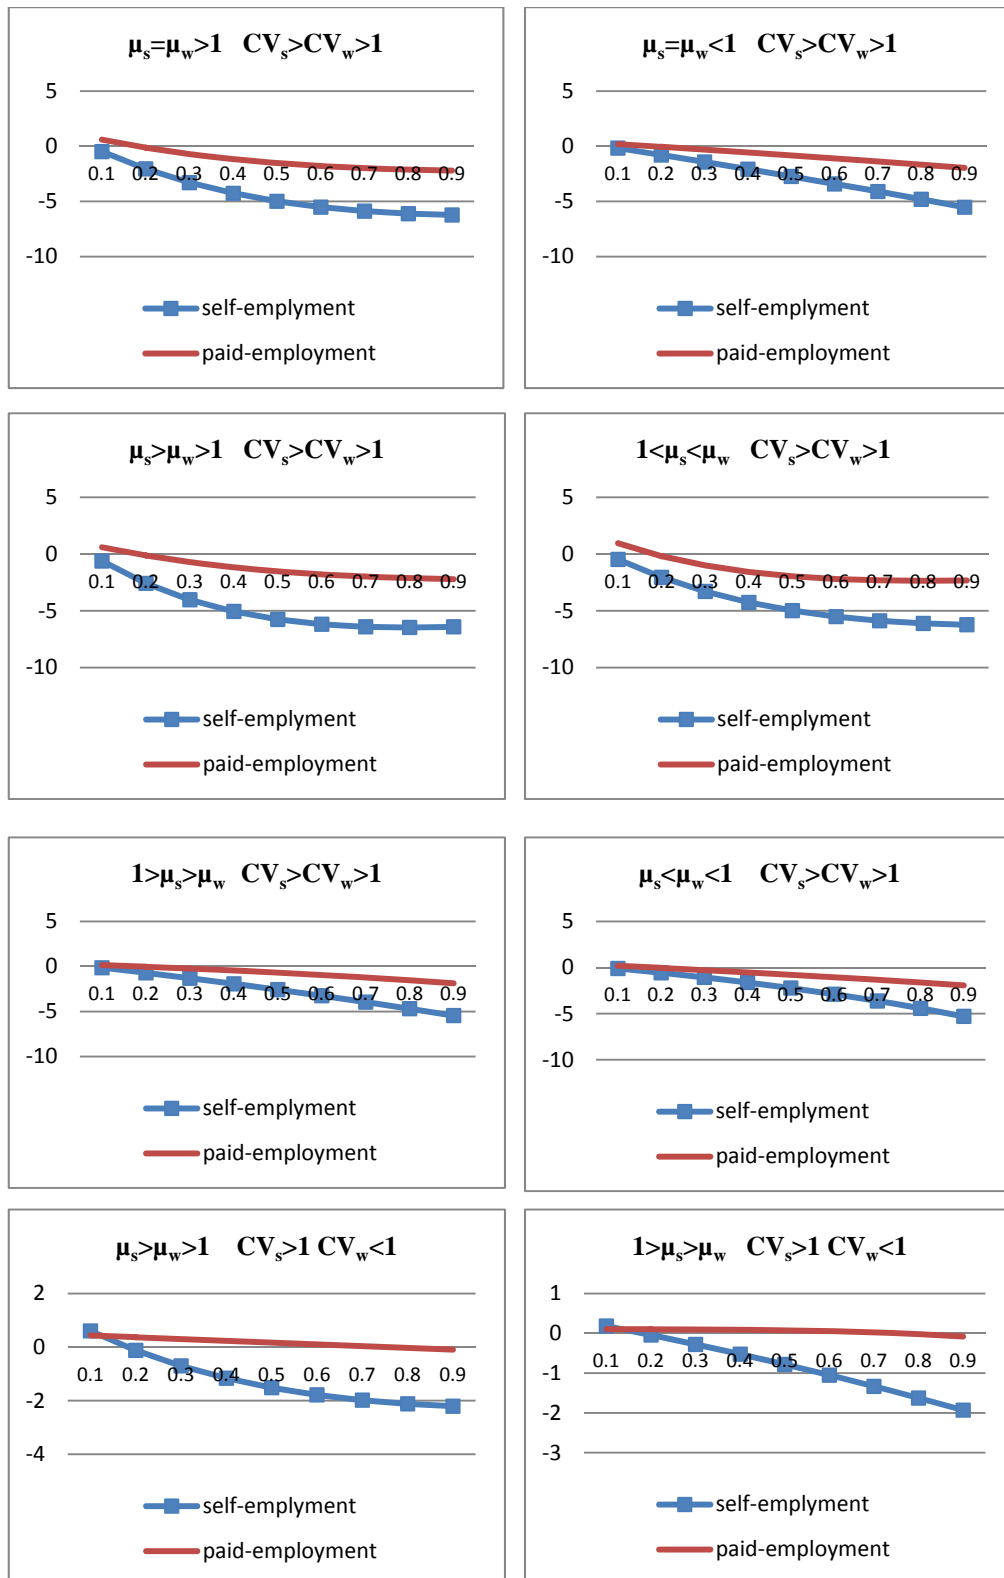 μs=μw>1 CVs>CVw>1
5
0
0.1 0.2 0.3 0.4 0.5 0.6 0.7 0.8 0.9
-5
-10
self-emplyment
paid-employment
μs=μw<1 CVs>CVw>1
5
0
0.1 0.2 0.3 0.4 0.5 0.6 0.7 0.8 0.9
-5
-10
self-emplyment
paid-employment
μs>μw>1 CVs>CVw>1
5
0
0.1 0.2 0.3 0.4 0.5 0.6 0.7 0.8 0.9
-5
-10
self-emplyment
paid-employment
1<μs<μw CVs>CVw>1
5
0
0.1 0.2 0.3 0.4 0.5 0.6 0.7 0.8 0.9
-5
-10
self-emplyment
paid-employment
1>μs>μw CVs>CVw>1
5
0
0.1 0.2 0.3 0.4 0.5 0.6 0.7 0.8 0.9
-5
-10
self-emplyment
paid-employment
μs<μw<1 CVs>CVw>1
5
0
0.1 0.2 0.3 0.4 0.5 0.6 0.7 0.8 0.9
-5
-10
self-emplyment
paid-employment
μs>μw>1 CVs>1 CVw<1
2
0
0.1 0.2 0.3 0.4 0.5 0.6 0.7 0.8 0.9
-2
-4
self-emplyment
paid-employment
1>μs>μw CVs>1 CVw<1
1
0
0.1 0.2 0.3 0.4 0.5 0.6 0.7 0.8 0.9
-1
-2
-3
self-emplyment
paid-employment